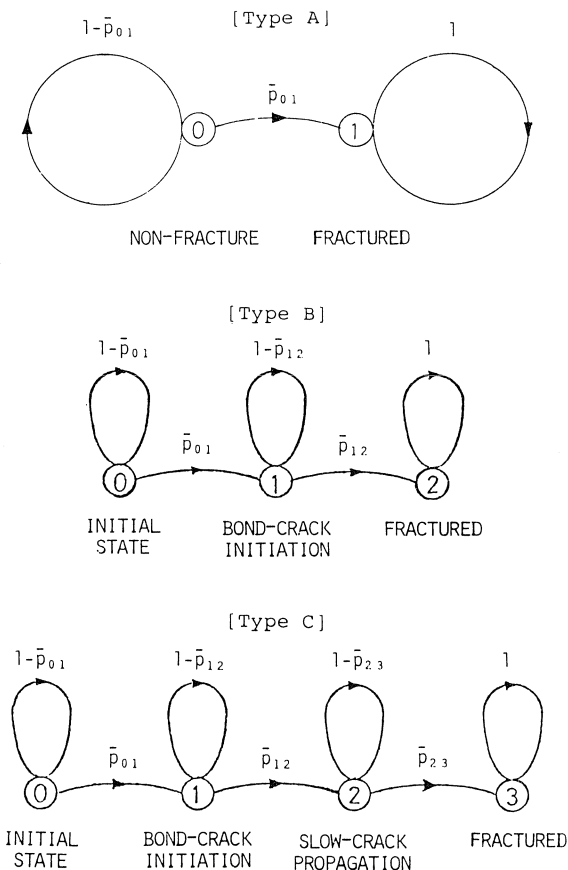 [Type A]
1-p̄₀₁
1
p̄₀₁
0
1
NON-FRACTURE
FRACTURED
[Type B]
1-p̄₀₁
1-p̄₁₂
1
p̄₀₁
p̄₁₂
0
1
2
INITIAL
STATE
BOND-CRACK
INITIATION
FRACTURED
[Type C]
1-p̄₀₁
1-p̄₁₂
1-p̄₂₃
1
p̄₀₁
p̄₁₂
p̄₂₃
0
1
2
3
INITIAL
STATE
BOND-CRACK
INITIATION
SLOW-CRACK
PROPAGATION
FRACTURED